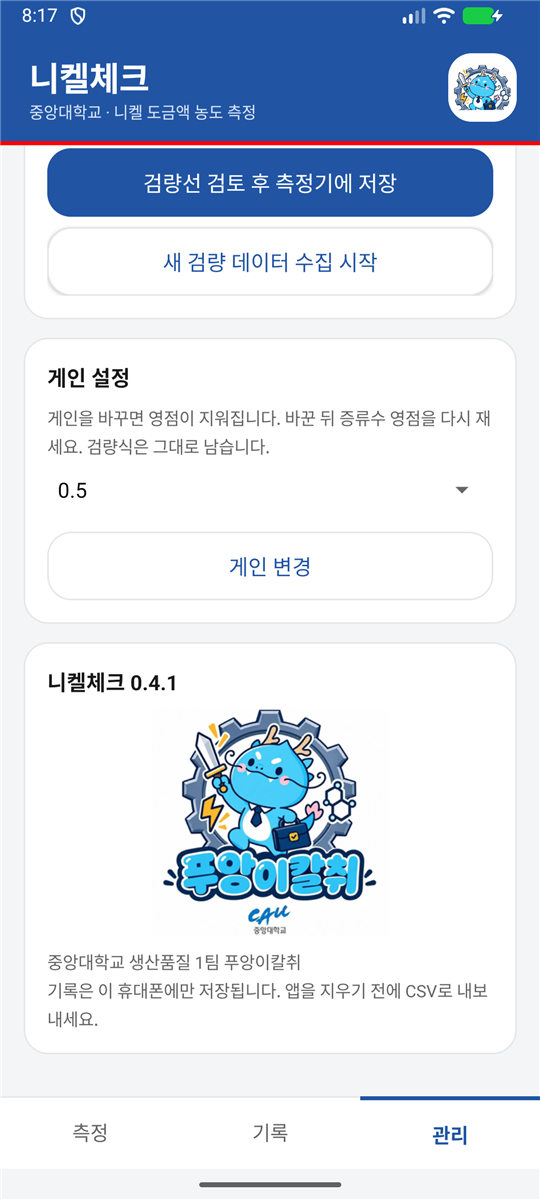 8:17
니켈체크
중앙대학교 · 니켈 도금액 농도 측정
검량선 검토 후 측정기에 저장
새 검량 데이터 수집 시작
게인 설정
게인을 바꾸면 영점이 지워집니다. 바꾼 뒤 증류수 영점을 다시 재
세요. 검량식은 그대로 남습니다.
0.5
게인 변경
니켈체크 0.4.1
푸앙이칼취
CAU
중앙대학교
중앙대학교 생산품질 1팀 푸앙이칼취
기록은 이 휴대폰에만 저장됩니다. 앱을 지우기 전에 CSV로 내보
내세요.
측정
기록
관리